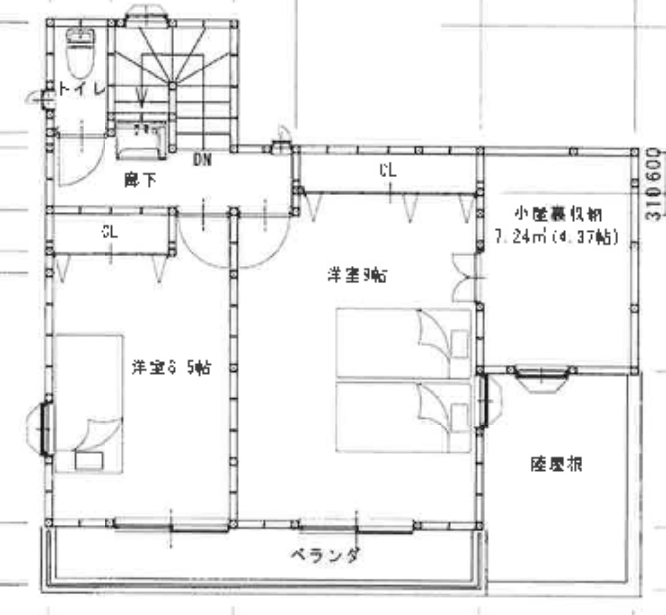 トイレ
DN
廊下
CL
CL
小屋裏収納
7.24㎡(4.37帖)
310600
洋室9帖
洋室6.5帖
陸屋根
ベランダ